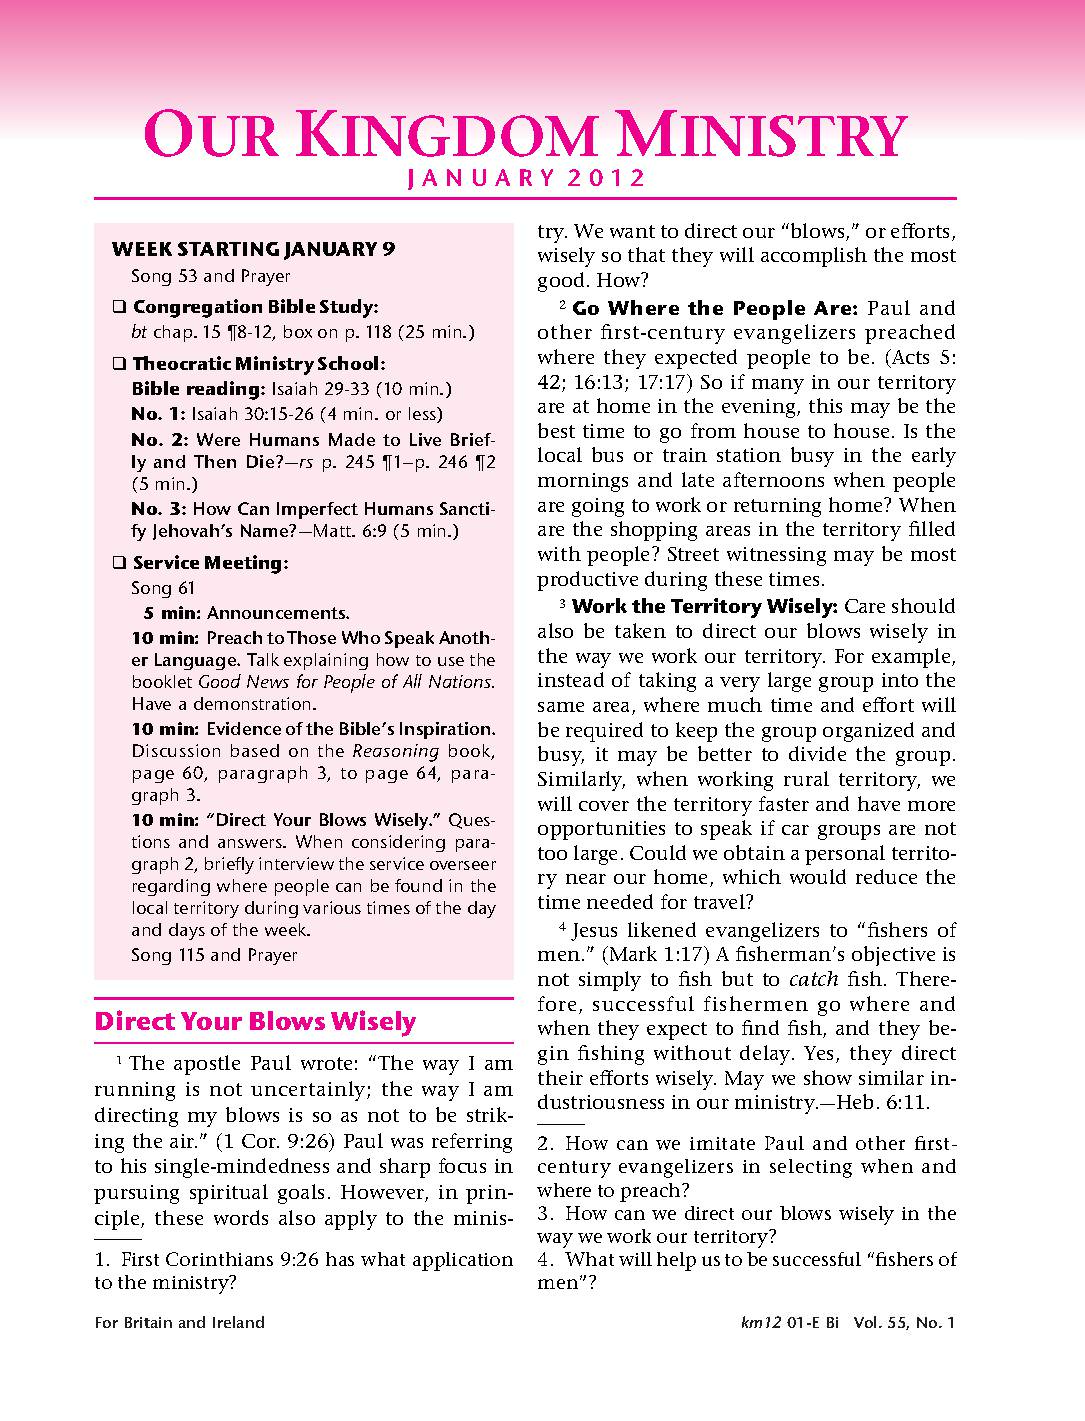 OUR KINGDOM MINISTRY
JANUARY 2012
WEEK STARTING JANUARY 9
Song 53 and Prayer
❑ Congregation Bible Study:
bt chap. 15 ¶8-12, box on p. 118 (25 min.)
❑ Theocratic Ministry School:
Bible reading: Isaiah 29-33 (10 min.)
No. 1: Isaiah 30:15-26 (4 min. or less)
No. 2: Were Humans Made to Live Brief-
ly and Then Die?—rs p. 245 ¶1–p. 246 ¶2
(5 min.)
No. 3: How Can Imperfect Humans Sancti-
fy Jehovah’s Name?—Matt. 6:9 (5 min.)
❑ Service Meeting:
Song 61
5 min: Announcements.
10 min: Preach to Those Who Speak Anoth-
er Language. Talk explaining how to use the
booklet Good News for People of All Nations.
Have a demonstration.
10 min: Evidence of the Bible’s Inspiration.
Discussion based on the Reasoning book,
page 60, paragraph 3, to page 64, para-
graph 3.
10 min: “Direct Your Blows Wisely.” Ques-
tions and answers. When considering para-
graph 2, briefly interview the service overseer
regarding where people can be found in the
local territory during various times of the day
and days of the week.
Song 115 and Prayer
Direct Your Blows Wisely
1 The apostle Paul wrote: “The way I am
running is not uncertainly; the way I am
directing my blows is so as not to be strik-
ing the air.” (1 Cor. 9:26) Paul was referring
to his single-mindedness and sharp focus in
pursuing spiritual goals. However, in prin-
ciple, these words also apply to the minis-
1. First Corinthians 9:26 has what application
to the ministry?
try. We want to direct our “blows,” or efforts,
wisely so that they will accomplish the most
good. How?
2 Go Where the People Are: Paul and
other first-century evangelizers preached
where they expected people to be. (Acts 5:
42; 16:13; 17:17) So if many in our territory
are at home in the evening, this may be the
best time to go from house to house. Is the
local bus or train station busy in the early
mornings and late afternoons when people
are going to work or returning home? When
are the shopping areas in the territory filled
with people? Street witnessing may be most
productive during these times.
3 Work the Territory Wisely: Care should
also be taken to direct our blows wisely in
the way we work our territory. For example,
instead of taking a very large group into the
same area, where much time and effort will
be required to keep the group organized and
busy, it may be better to divide the group.
Similarly, when working rural territory, we
will cover the territory faster and have more
opportunities to speak if car groups are not
too large. Could we obtain a personal territo-
ry near our home, which would reduce the
time needed for travel?
4 Jesus likened evangelizers to “fishers of
men.” (Mark 1:17) A fisherman’s objective is
not simply to fish but to catch fish. There-
fore, successful fishermen go where and
when they expect to find fish, and they be-
gin fishing without delay. Yes, they direct
their efforts wisely. May we show similar in-
dustriousness in our ministry.—Heb. 6:11.
2. How can we imitate Paul and other first-
century evangelizers in selecting when and
where to preach?
3. How can we direct our blows wisely in the
way we work our territory?
4. What will help us to be successful “fishers of
men”?
For Britain and Ireland
km12 01-E Bi Vol. 55, No. 1